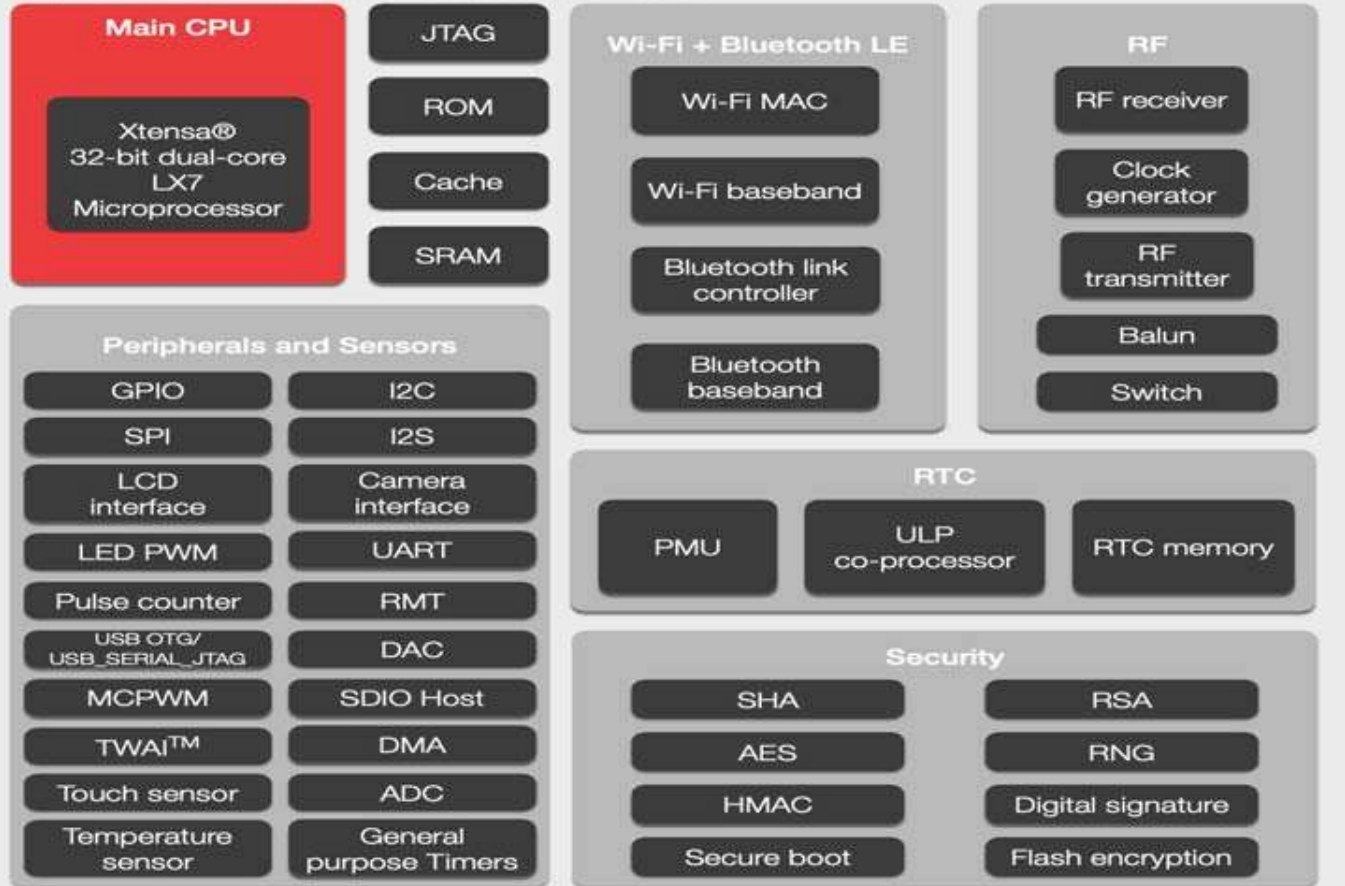 Main CPU
Xtensa®
32-bit dual-core
LX7
Microprocessor
JTAG
ROM
Cache
SRAM
Wi-Fi + Bluetooth LE
Wi-Fi MAC
Wi-Fi baseband
Bluetooth link
controller
Bluetooth
baseband
RF
RF receiver
Clock
generator
RF
transmitter
Balun
Switch
Peripherals and Sensors
GPIO
I2C
SPI
I2S
LCD
interface
Camera
interface
LED PWM
UART
Pulse counter
RMT
USB OTG/
USB_SERIAL_JTAG
DAC
MCPWM
SDIO Host
TWAI™
DMA
Touch sensor
ADC
Temperature
sensor
General
purpose Timers
RTC
PMU
ULP
co-processor
RTC memory
Security
SHA
RSA
AES
RNG
HMAC
Digital signature
Secure boot
Flash encryption